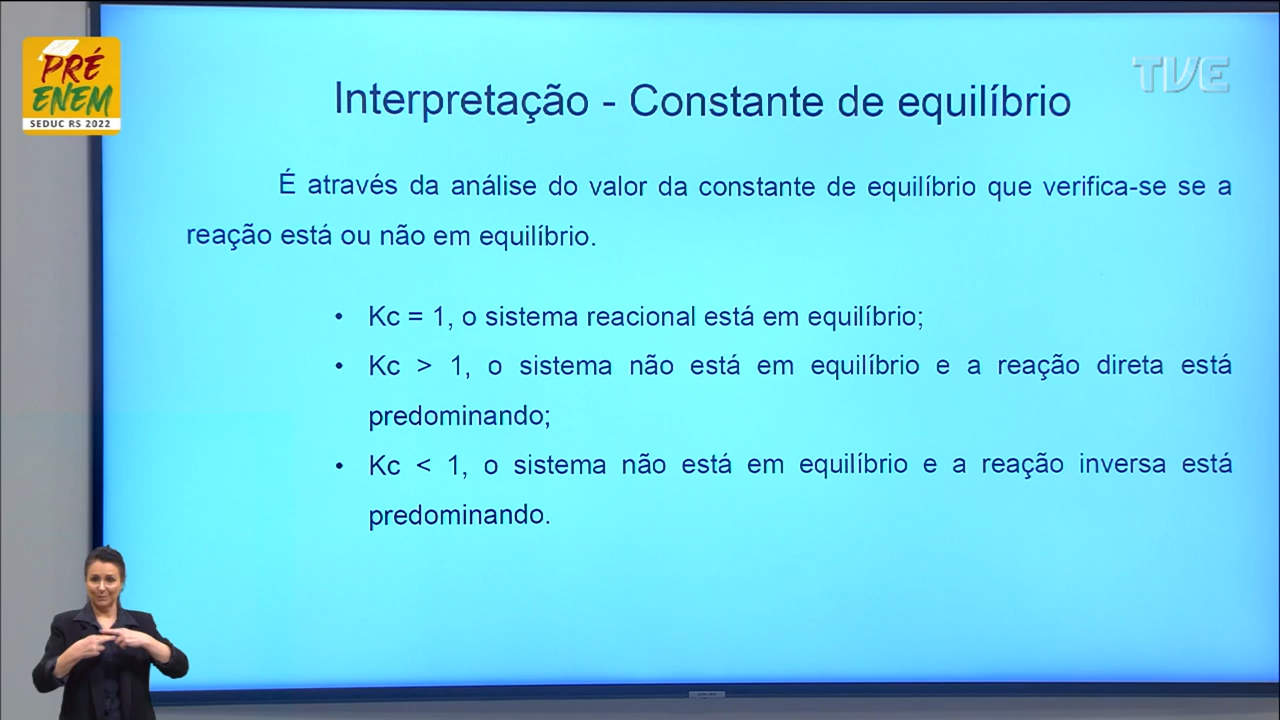 PRÉ
ENEM
SEDUC RS 2022
TVE
Interpretação - Constante de equilíbrio
É através da análise do valor da constante de equilíbrio que verifica-se se a
reação está ou não em equilíbrio.
• Kc = 1, o sistema reacional está em equilíbrio;
• Kc > 1, o sistema não está em equilíbrio e a reação direta está
predominando;
• Kc < 1, o sistema não está em equilíbrio e a reação inversa está
predominando.